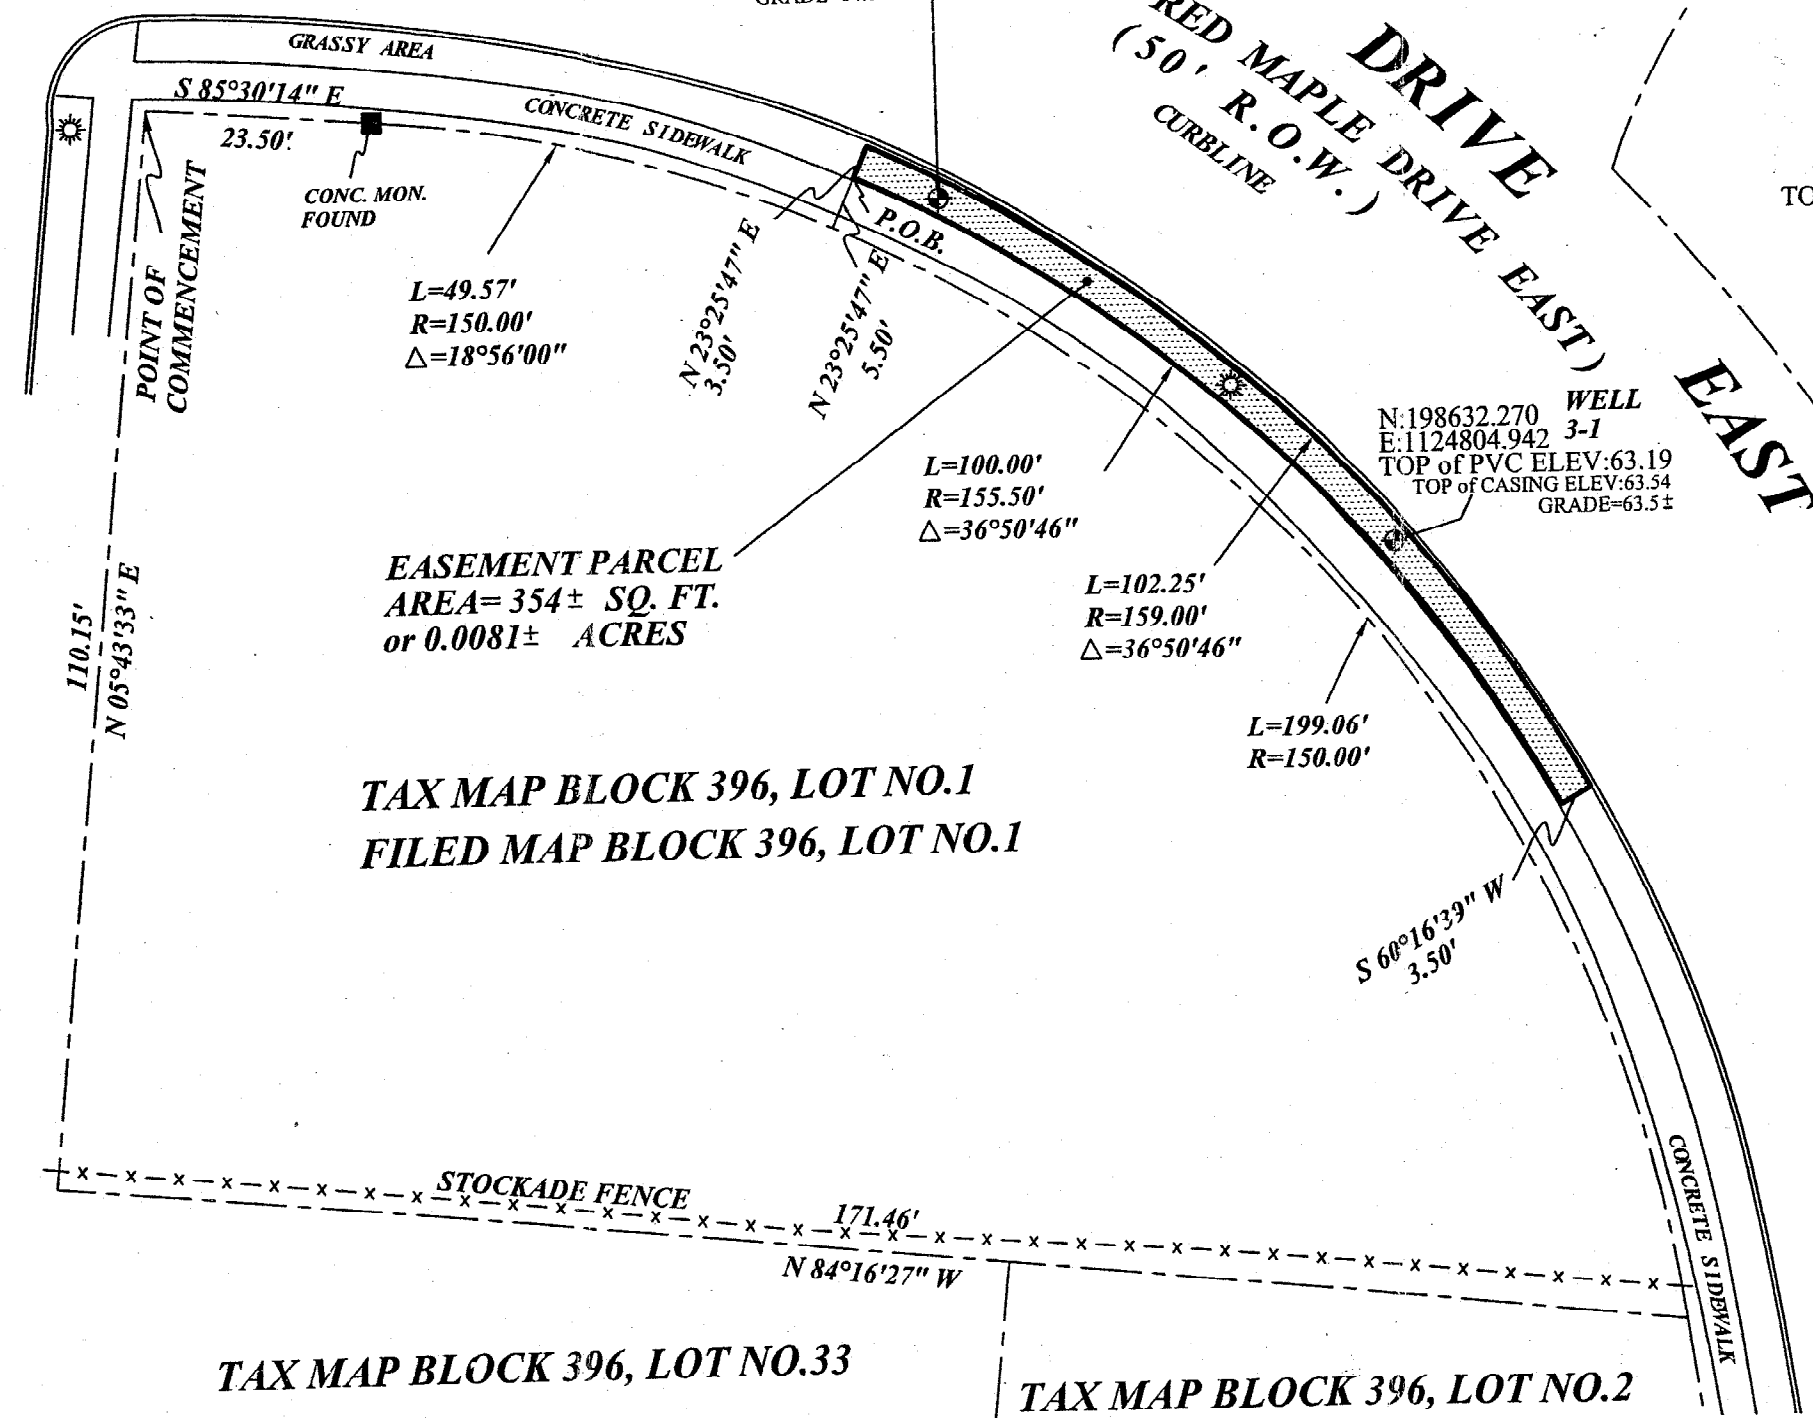 DRIVE
RED MAPLE DRIVE EAST)
(50' R.O.W.)
CURBLINE
EAST
GRASSY AREA
S 85°30'14" E
23.50'
CONCRETE SIDEWALK
CONC. MON.
FOUND
POINT OF
COMMENCEMENT
L=49.57'
R=150.00'
△=18°56'00"
N 23°25'47" E
3.50'
N 23°25'47" E
5.50'
P.O.B.
L=100.00'
R=155.50'
△=36°50'46"
N:198632.270
E:1124804.942
WELL
3-1
TOP of PVC ELEV:63.19
TOP of CASING ELEV:63.54
GRADE=63.5±
EASEMENT PARCEL
AREA= 354± SQ. FT.
or 0.0081± ACRES
L=102.25'
R=159.00'
△=36°50'46"
110.15'
N 05°43'33" E
L=199.06'
R=150.00'
TAX MAP BLOCK 396, LOT NO.1
FILED MAP BLOCK 396, LOT NO.1
S 60°16'39" W
3.50'
STOCKADE FENCE
171.46'
N 84°16'27" W
CONCRETE SIDEWALK
TAX MAP BLOCK 396, LOT NO.33
TAX MAP BLOCK 396, LOT NO.2